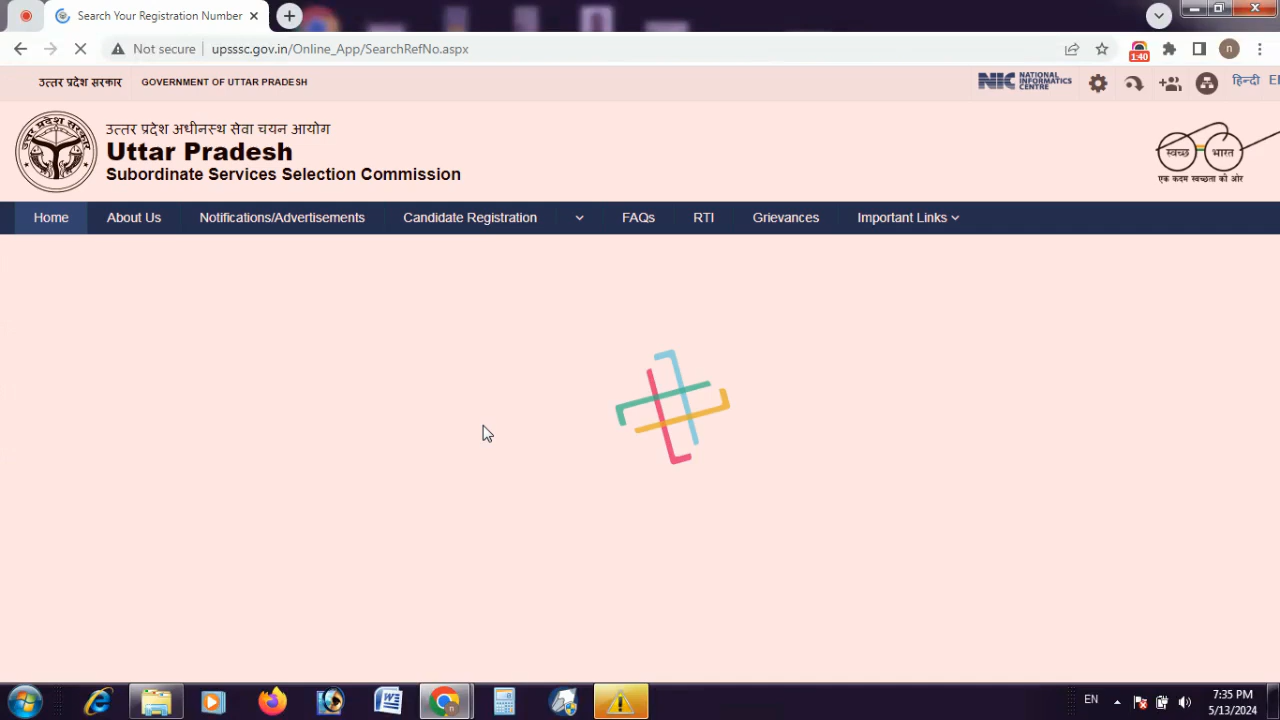 Search Your Registration Number
Not secure
upsssc.gov.in/Online_App/SearchRefNo.aspx
1:40
n
उत्तर प्रदेश सरकार
GOVERNMENT OF UTTAR PRADESH
NIC NATIONAL INFORMATICS CENTRE
हिन्दी
उत्तर प्रदेश अधीनस्थ सेवा चयन आयोग
Uttar Pradesh
Subordinate Services Selection Commission
स्वच्छ भारत
एक कदम स्वच्छता की ओर
Home
About Us
Notifications/Advertisements
Candidate Registration
FAQs
RTI
Grievances
Important Links
EN
7:35 PM
5/13/2024